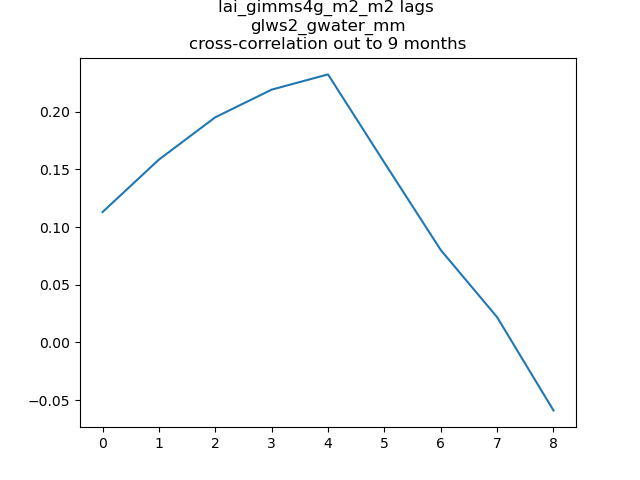 lai_gimms4g_m2_m2 lags
glws2_gwater_mm
cross-correlation out to 9 months
0.20
0.15
0.10
0.05
0.00
−0.05
0 1 2 3 4 5 6 7 8